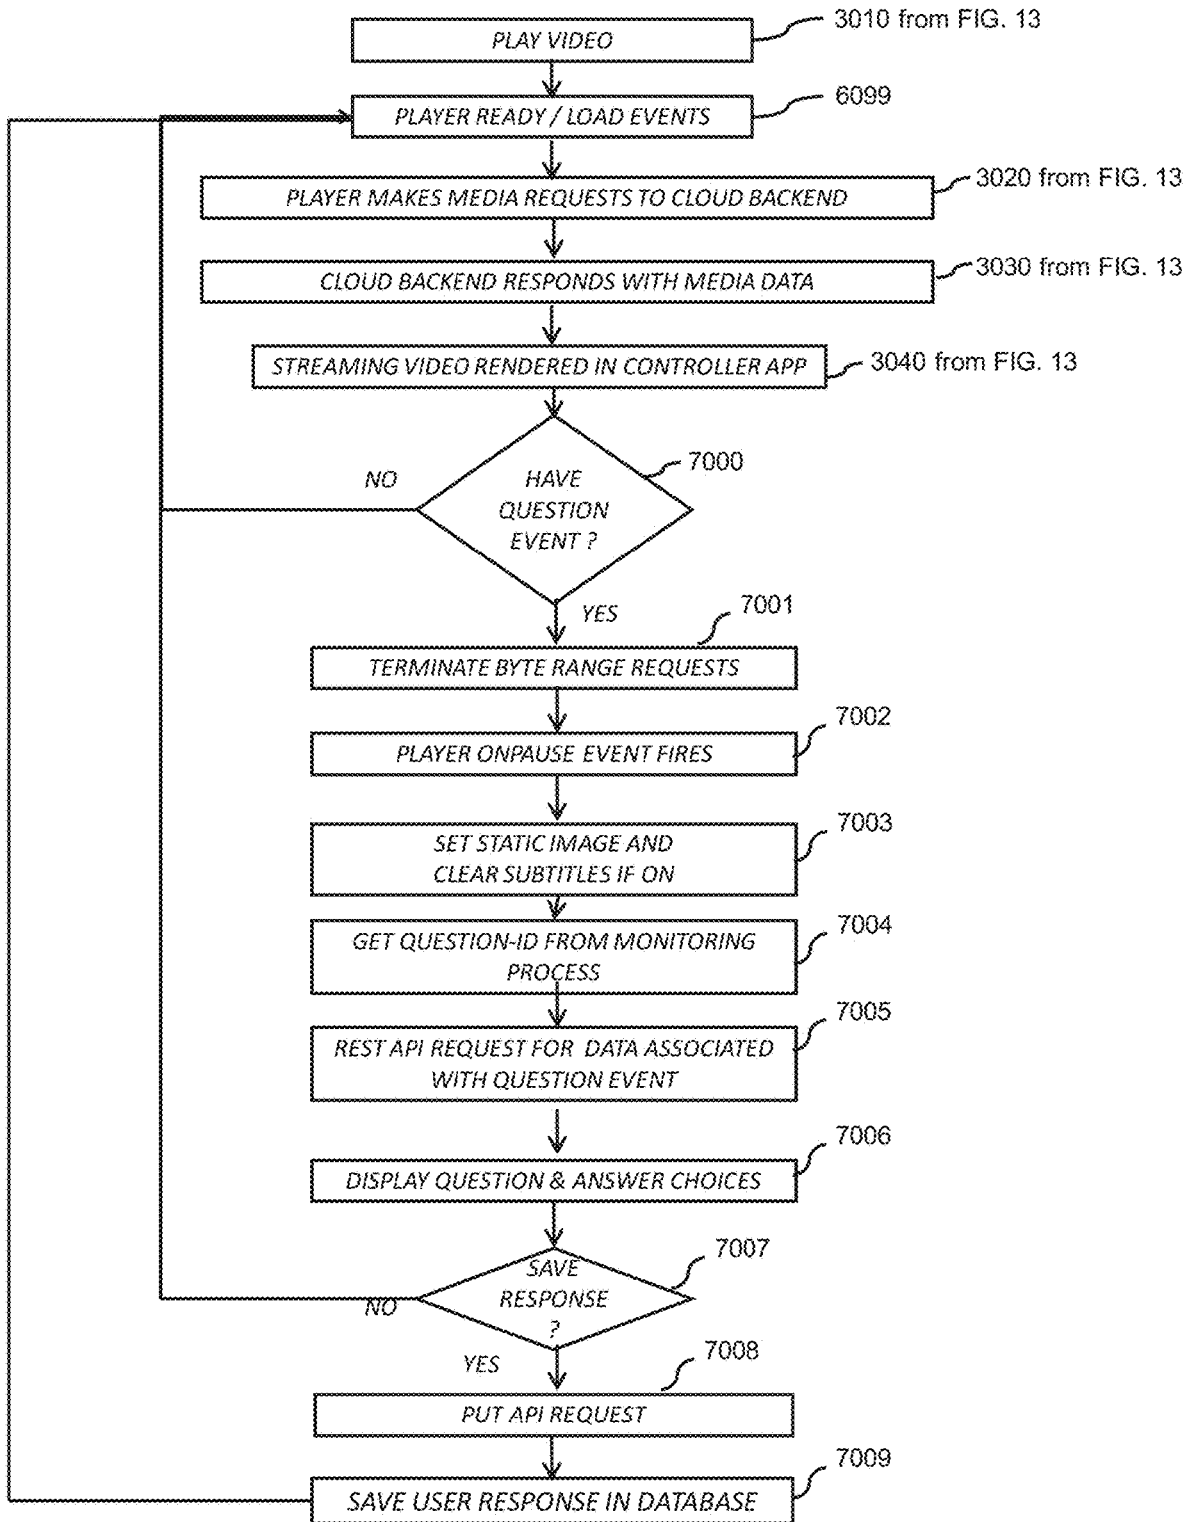 3010 from FIG. 13
PLAY VIDEO
6099
PLAYER READY / LOAD EVENTS
3020 from FIG. 13
PLAYER MAKES MEDIA REQUESTS TO CLOUD BACKEND
3030 from FIG. 13
CLOUD BACKEND RESPONDS WITH MEDIA DATA
3040 from FIG. 13
STREAMING VIDEO RENDERED IN CONTROLLER APP
7000
NO
HAVE
QUESTION
EVENT ?
YES
7001
TERMINATE BYTE RANGE REQUESTS
7002
PLAYER ONPAUSE EVENT FIRES
7003
SET STATIC IMAGE AND
CLEAR SUBTITLES IF ON
7004
GET QUESTION-ID FROM MONITORING
PROCESS
7005
REST API REQUEST FOR DATA ASSOCIATED
WITH QUESTION EVENT
7006
DISPLAY QUESTION & ANSWER CHOICES
7007
SAVE
RESPONSE
?
NO
YES
7008
PUT API REQUEST
7009
SAVE USER RESPONSE IN DATABASE